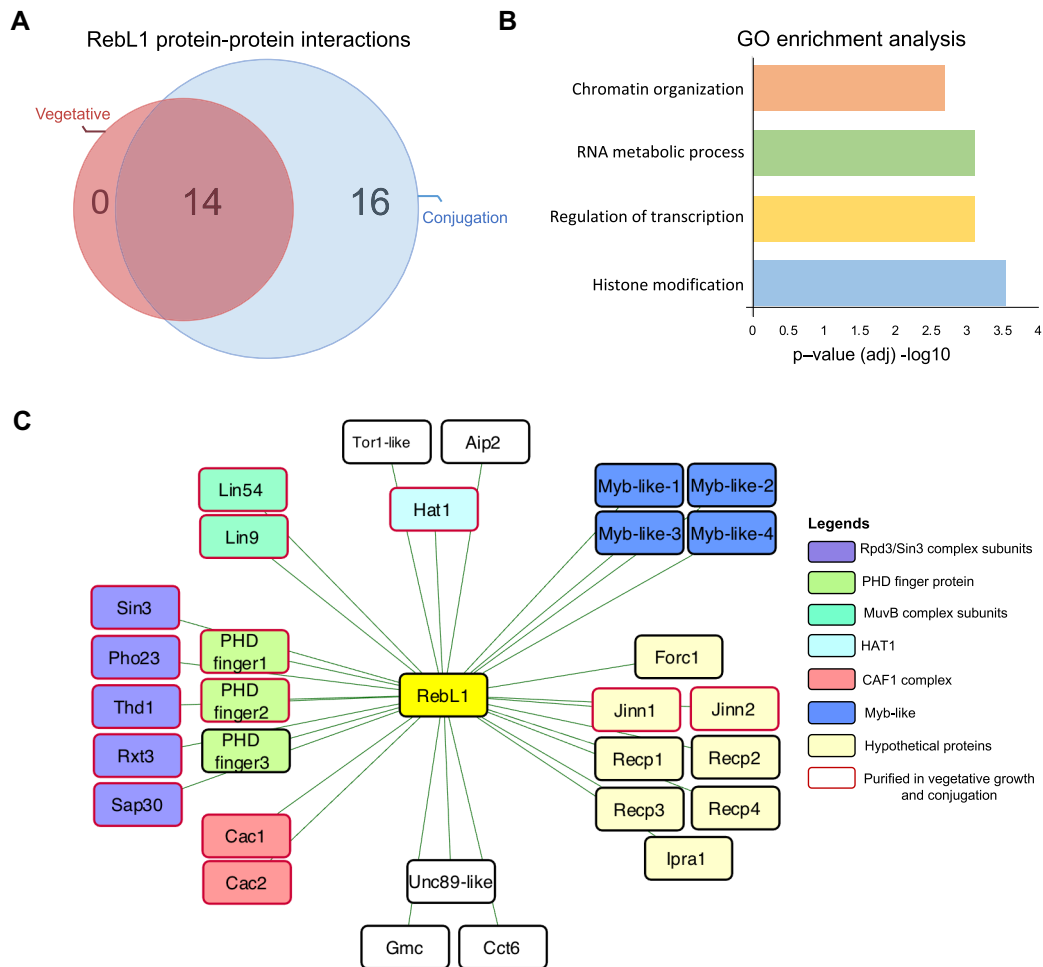 A
RebL1 protein-protein interactions
Vegetative
0
14
16
Conjugation
B
GO enrichment analysis
Chromatin organization
RNA metabolic process
Regulation of transcription
Histone modification
0 0.5 1 1.5 2 2.5 3 3.5 4
p–value (adj) -log10
C
Tor1-like
Aip2
Lin54
Hat1
Lin9
Myb-like-1
Myb-like-2
Myb-like-3
Myb-like-4
Sin3
PHD
finger1
Pho23
Thd1
PHD
finger2
Rxt3
PHD
finger3
Sap30
RebL1
Forc1
Jinn1
Jinn2
Recp1
Recp2
Recp3
Recp4
Ipra1
Cac1
Cac2
Unc89-like
Gmc
Cct6
Legends
Rpd3/Sin3 complex subunits
PHD finger protein
MuvB complex subunits
HAT1
CAF1 complex
Myb-like
Hypothetical proteins
Purified in vegetative growth
and conjugation